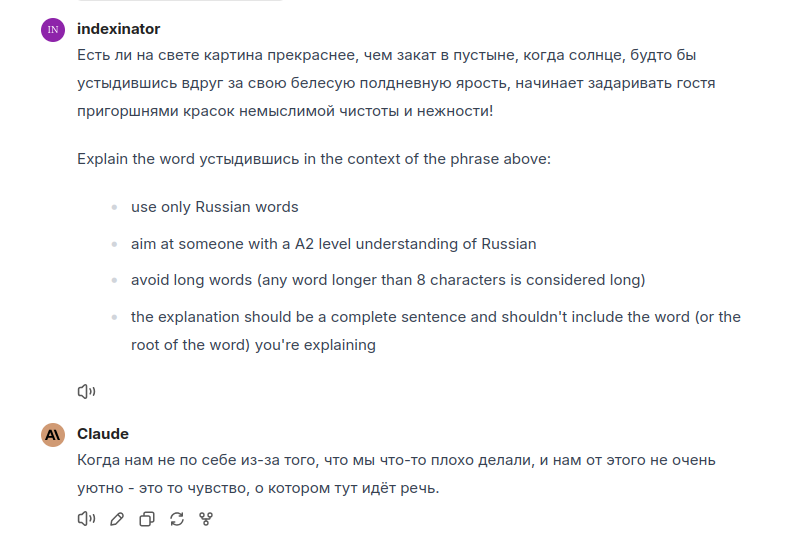 IN indexinator
Есть ли на свете картина прекраснее, чем закат в пустыне, когда солнце, будто бы
устыдившись вдруг за свою белесую полдневную ярость, начинает задаривать гостя
пригоршнями красок немыслимой чистоты и нежности!
Explain the word устыдившись in the context of the phrase above:
use only Russian words
aim at someone with a A2 level understanding of Russian
avoid long words (any word longer than 8 characters is considered long)
the explanation should be a complete sentence and shouldn't include the word (or the
root of the word) you're explaining
Claude
Когда нам не по себе из-за того, что мы что-то плохо делали, и нам от этого не очень
уютно - это то чувство, о котором тут идёт речь.